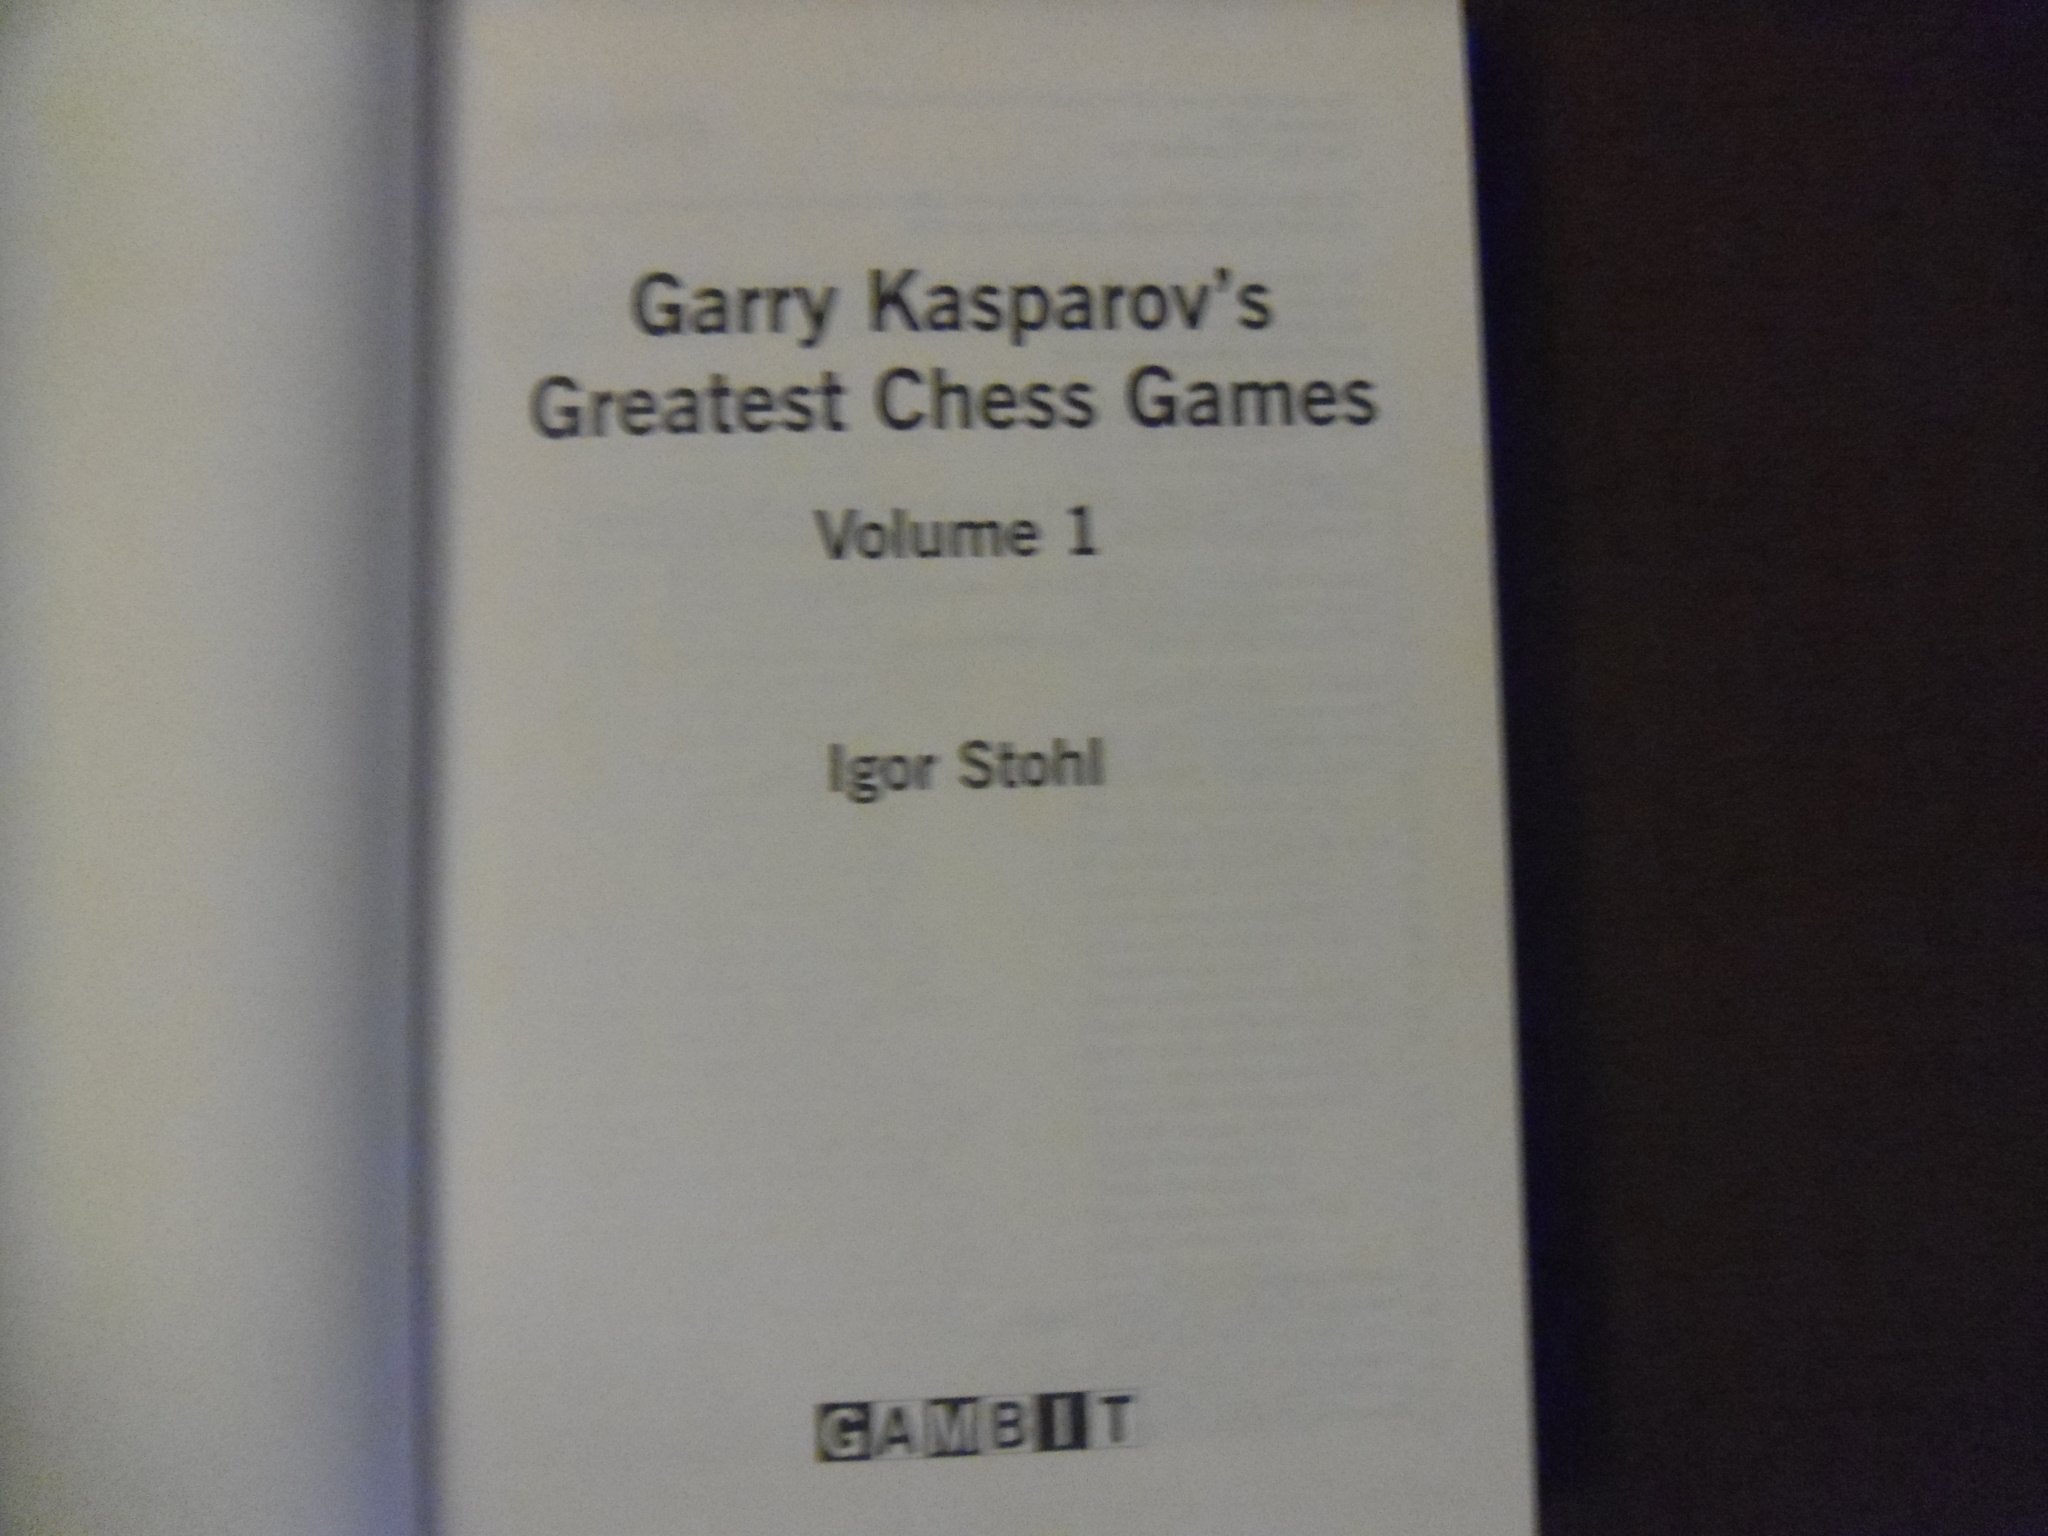 Garry Kasparov's
Greatest Chess Games
Volume 1
Igor Stohl
GAMBIT